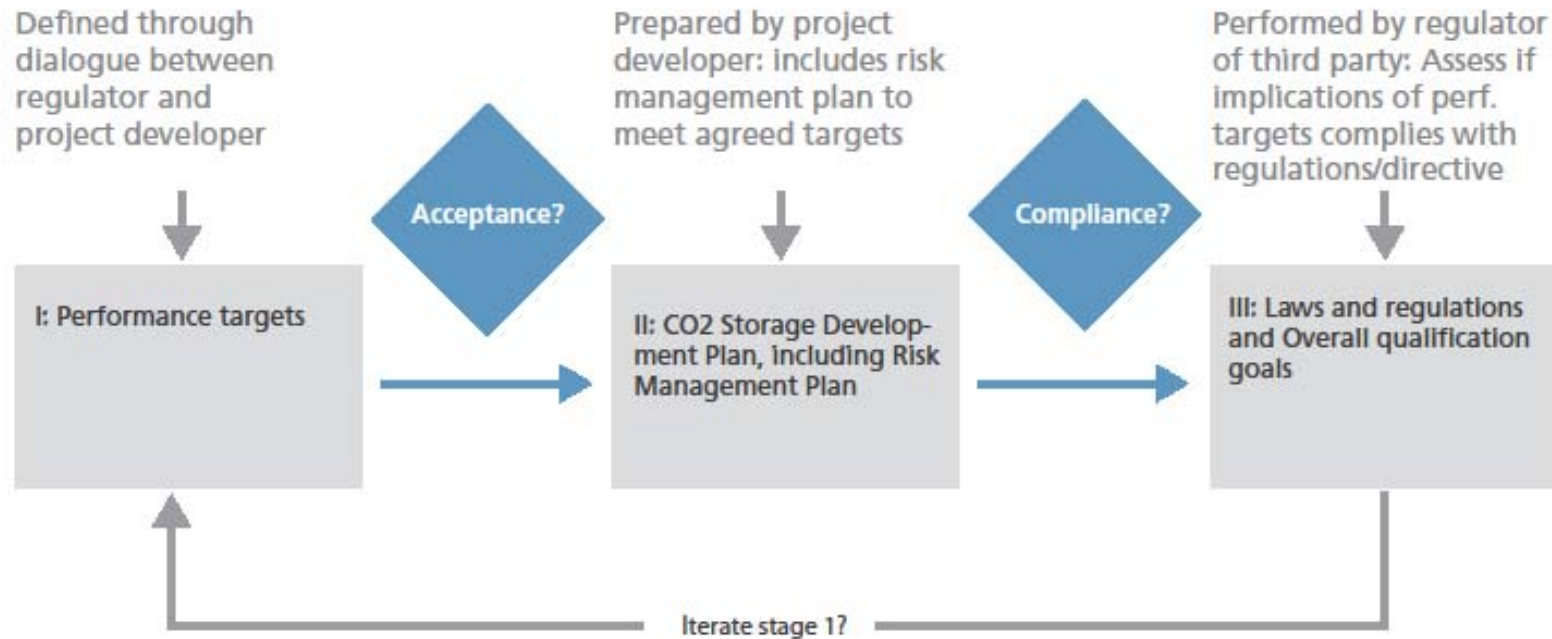 Defined through
dialogue between
regulator and
project developer
Prepared by project
developer: includes risk
management plan to
meet agreed targets
Performed by regulator
of third party: Assess if
implications of perf.
targets complies with
regulations/directive
Acceptance?
Compliance?
I: Performance targets
II: CO2 Storage Develop-
ment Plan, including Risk
Management Plan
III: Laws and regulations
and Overall qualification
goals
Iterate stage 1?